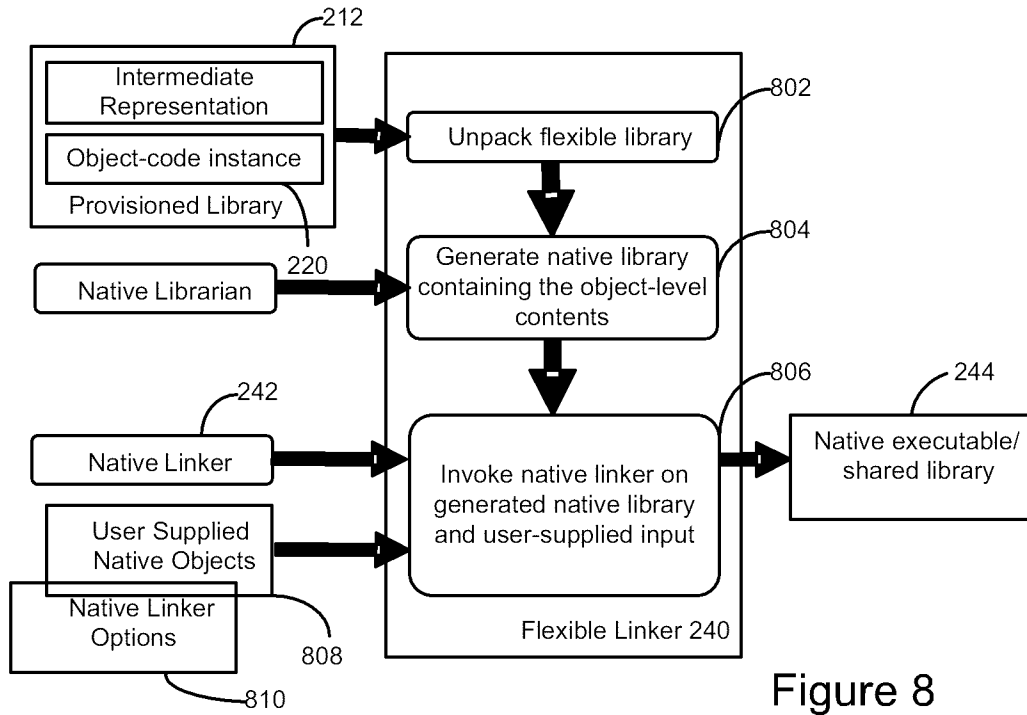 212
Intermediate
Representation
Object-code instance
Provisioned Library
220
802
Unpack flexible library
804
Generate native library
containing the object-level
contents
Native Librarian
242
Native Linker
806
Invoke native linker on
generated native library
and user-supplied input
244
Native executable/
shared library
User Supplied
Native Objects
808
Native Linker
Options
810
Flexible Linker 240
Figure 8